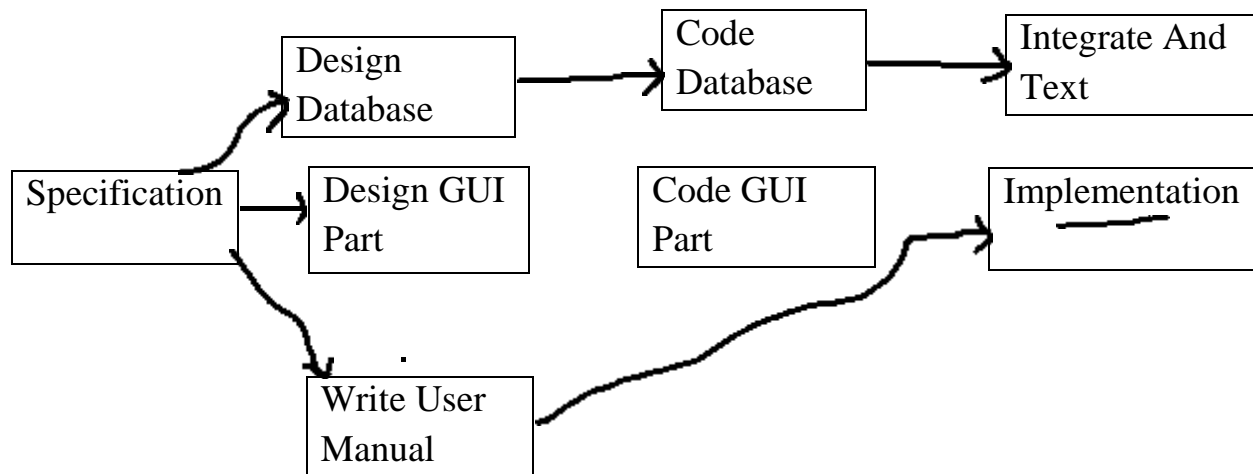 Design
Database
Code
Database
Integrate And
Text
Specification
Design GUI
Part
Code GUI
Part
Implementation
Write User
Manual